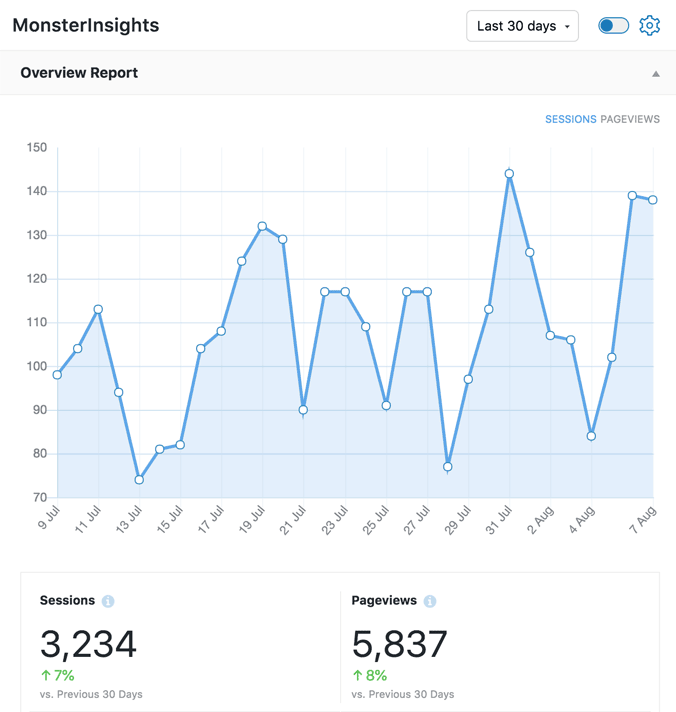 MonsterInsights
Last 30 days
Overview Report
SESSIONS PAGEVIEWS
150
140
130
120
110
100
90
80
70
9 Jul 11 Jul 13 Jul 15 Jul 17 Jul 19 Jul 21 Jul 23 Jul 25 Jul 27 Jul 29 Jul 31 Jul 2 Aug 4 Aug 7 Aug
Sessions
3,234
↑ 7%
vs. Previous 30 Days
Pageviews
5,837
↑ 8%
vs. Previous 30 Days